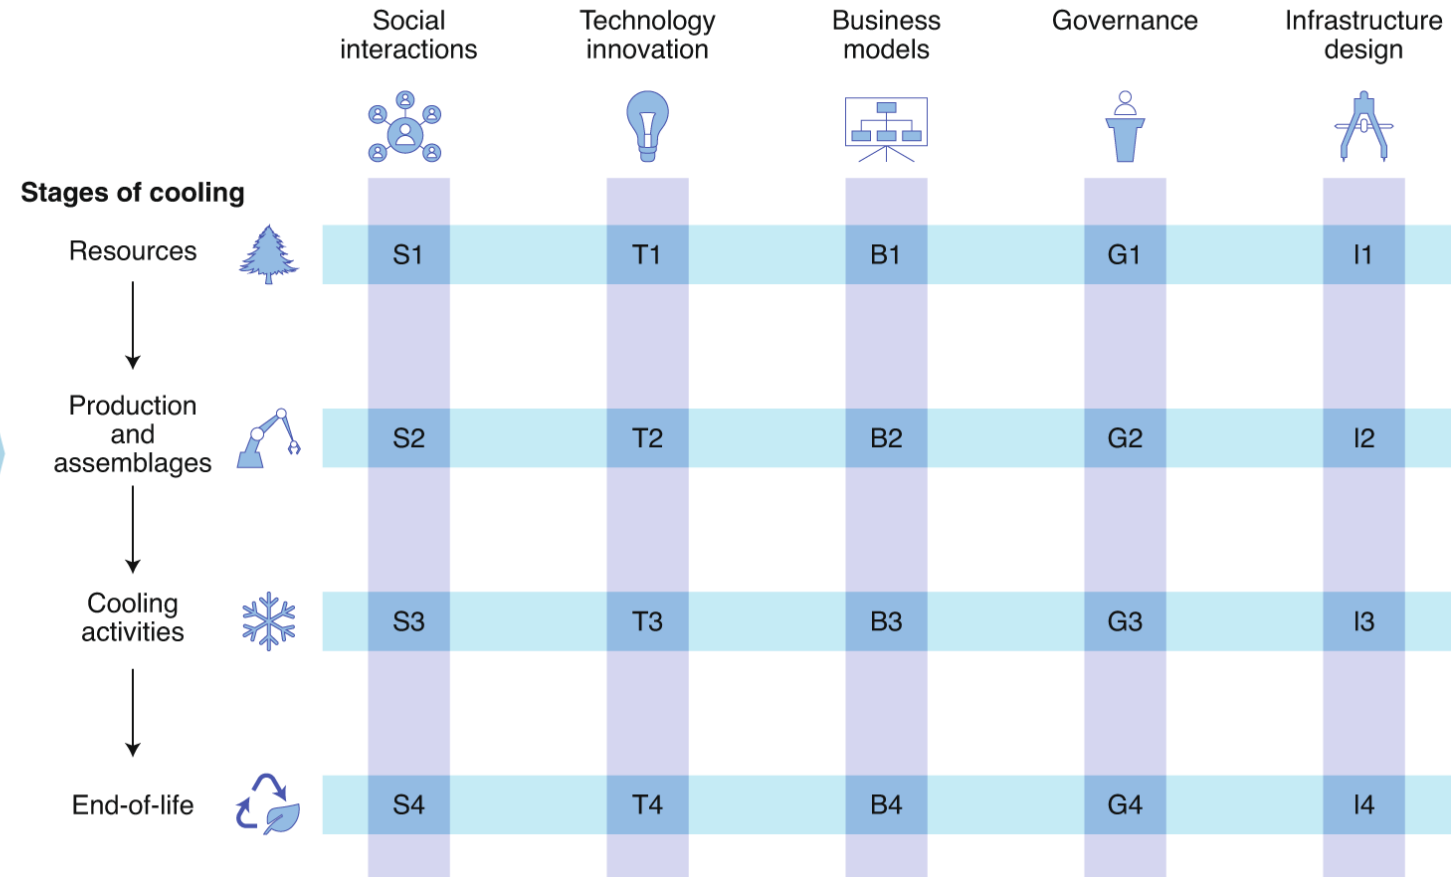 Social
interactions
Technology
innovation
Business
models
Governance
Infrastructure
design
Stages of cooling
Resources
S1
T1
B1
G1
I1
Production
and
assemblages
S2
T2
B2
G2
I2
Cooling
activities
S3
T3
B3
G3
I3
End-of-life
S4
T4
B4
G4
I4